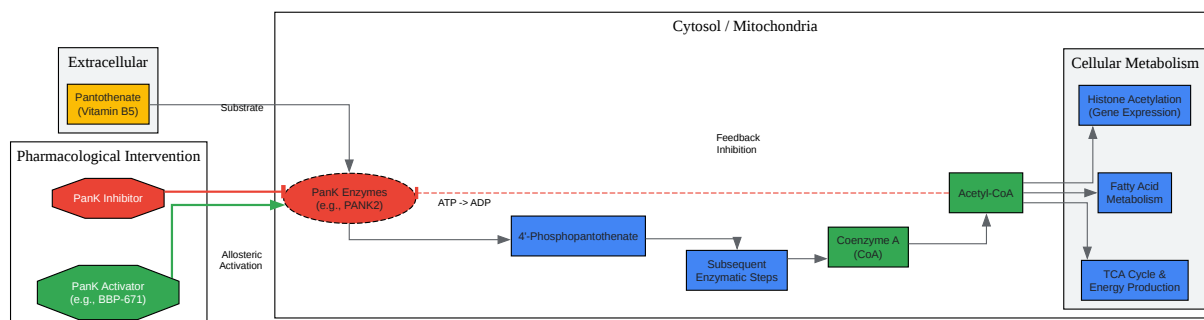 Cytosol / Mitochondria
Extracellular
Pantothenate
(Vitamin B5)
Substrate
Pharmacological Intervention
PanK Inhibitor
PanK Activator
(e.g., BBP-671)
Allosteric
Activation
PanK Enzymes
(e.g., PANK2)
ATP -> ADP
Feedback
Inhibition
4'-Phosphopantothenate
Subsequent
Enzymatic Steps
Coenzyme A
(CoA)
Acetyl-CoA
Cellular Metabolism
Histone Acetylation
(Gene Expression)
Fatty Acid
Metabolism
TCA Cycle &
Energy Production